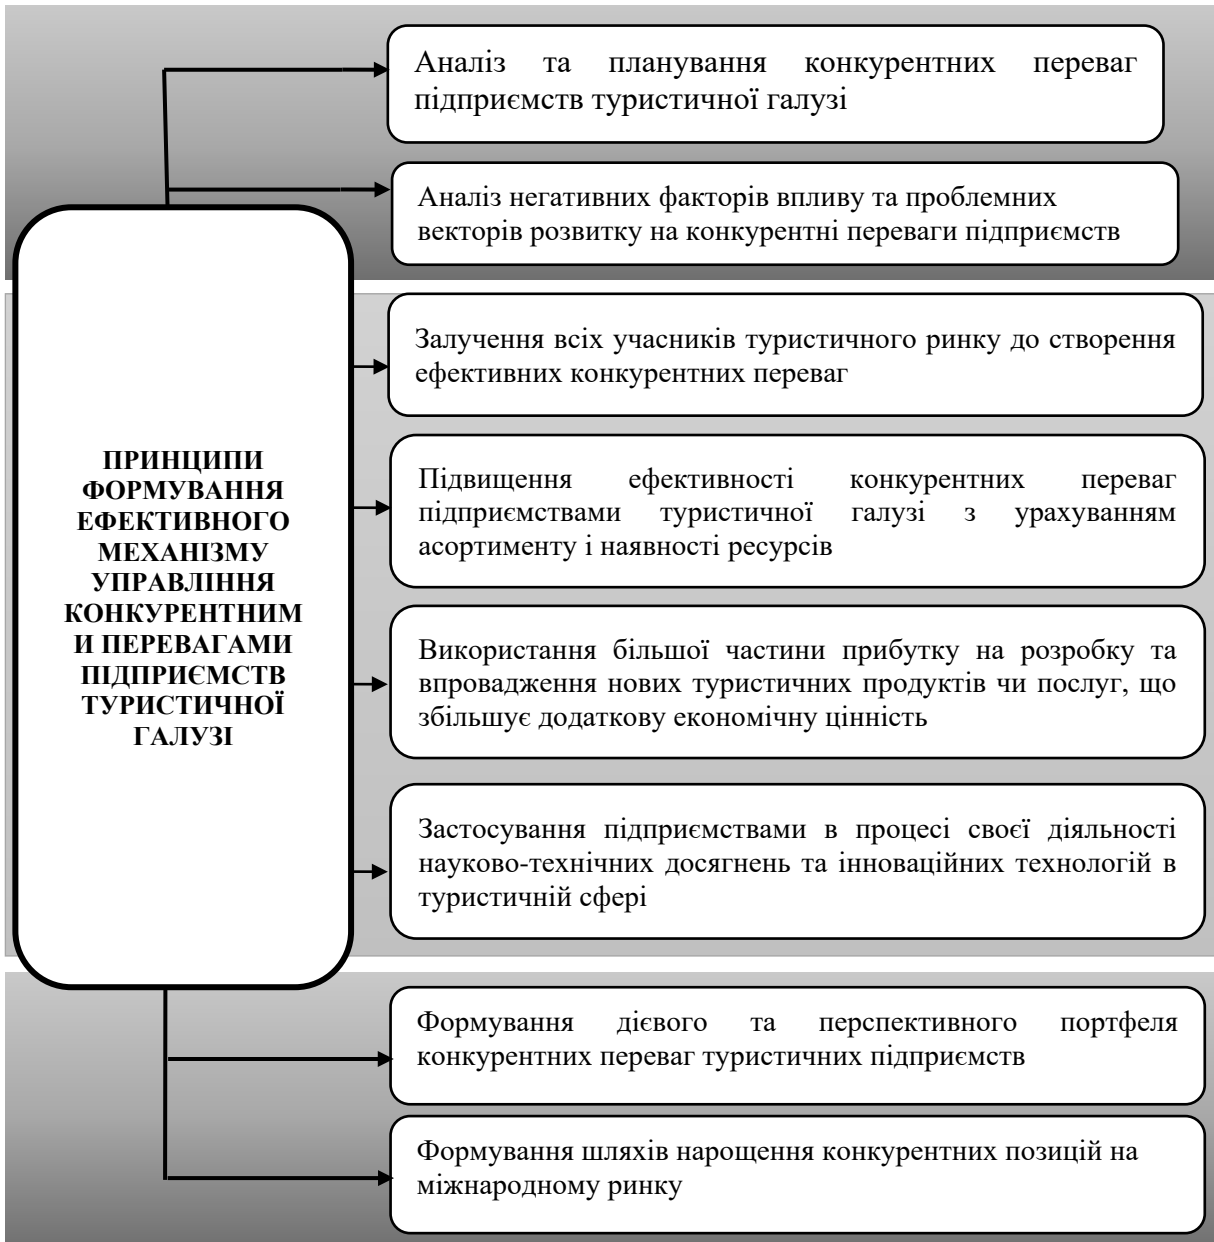 Аналіз та планування конкурентних переваг
підприємств туристичної галузі
Аналіз негативних факторів впливу та проблемних
векторів розвитку на конкурентні переваги підприємств
ПРИНЦИПИ
ФОРМУВАННЯ
ЕФЕКТИВНОГО
МЕХАНІЗМУ
УПРАВЛІННЯ
КОНКУРЕНТНИМ
И ПЕРЕВАГАМИ
ПІДПРИЄМСТВ
ТУРИСТИЧНОЇ
ГАЛУЗІ
Залучення всіх учасників туристичного ринку до створення
ефективних конкурентних переваг
Підвищення ефективності конкурентних переваг
підприємствами туристичної галузі з урахуванням
асортименту і наявності ресурсів
Використання більшої частини прибутку на розробку та
впровадження нових туристичних продуктів чи послуг, що
збільшує додаткову економічну цінність
Застосування підприємствами в процесі своєї діяльності
науково-технічних досягнень та інноваційних технологій в
туристичній сфері
Формування дієвого та перспективного портфеля
конкурентних переваг туристичних підприємств
Формування шляхів нарощення конкурентних позицій на
міжнародному ринку